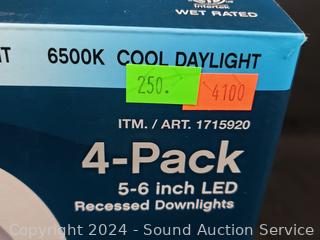 Intertek
WET RATED
6500K COOL DAYLIGHT
250.
4100
ITM. / ART. 1715920
4-Pack
5-6 inch LED
Recessed Downlights
Copyright 2024 - Sound Auction Service